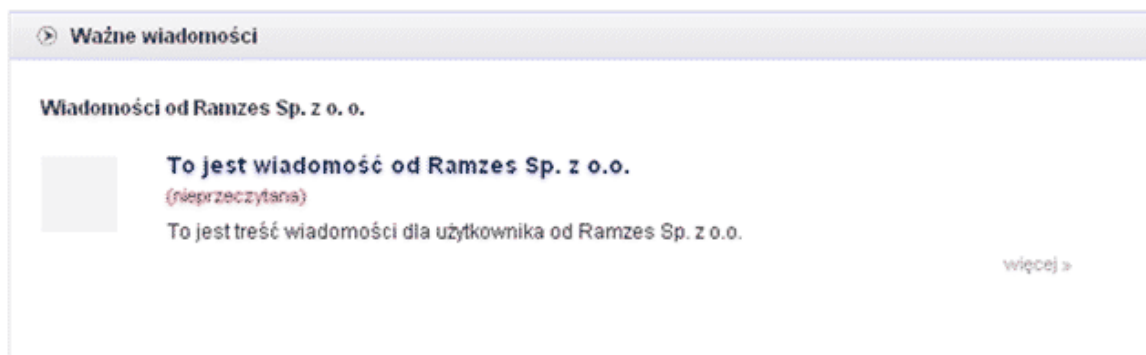 Ważne wiadomości
Wiadomości od Ramzes Sp. z o. o.
To jest wiadomość od Ramzes Sp. z o.o.
(nieprzeczytana)
To jest treść wiadomości dla użytkownika od Ramzes Sp. z o.o.
więcej »